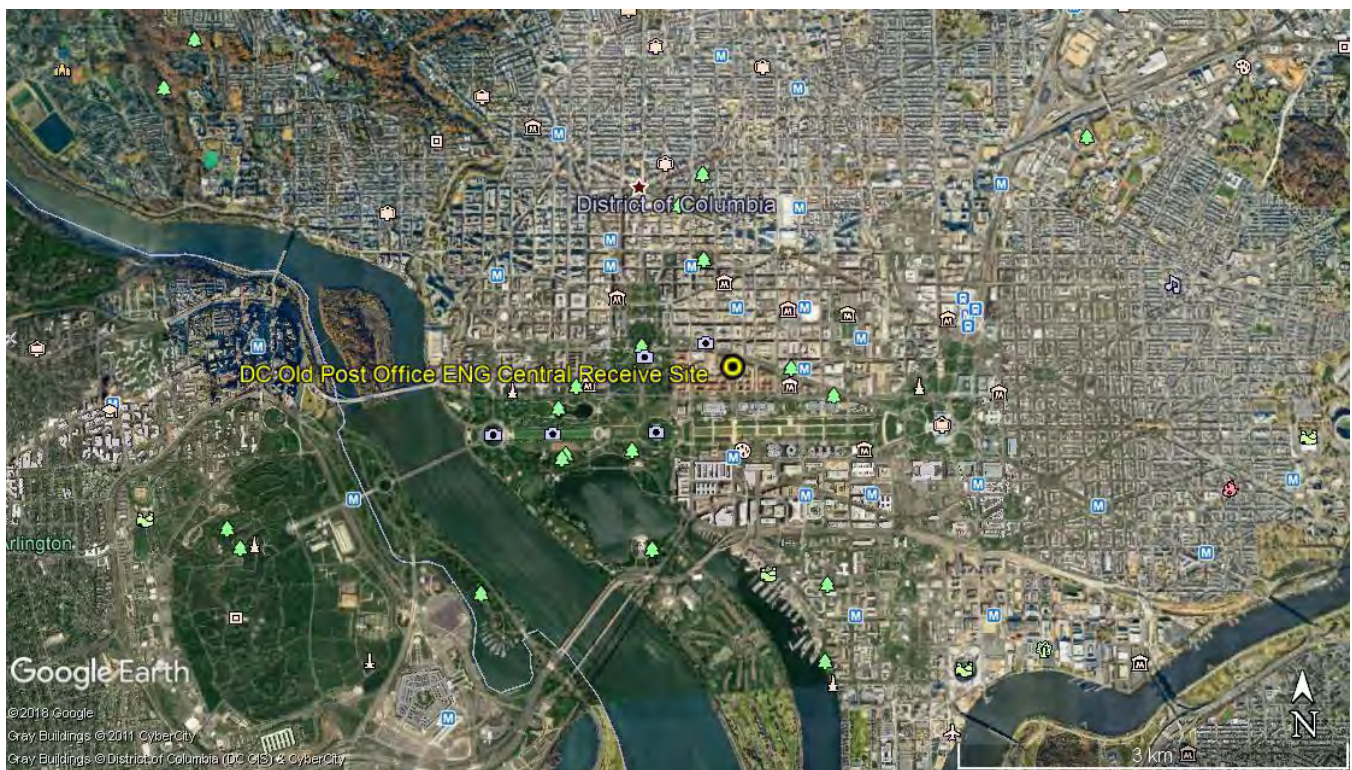 District of Columbia
DC Old Post Office ENG Central Receive Site
Arlington
Google Earth
©2018 Google
Gray Buildings © 2011 CyberCity
Gray Buildings © District of Columbia (DC GIS) & CyberCity
N
3 km